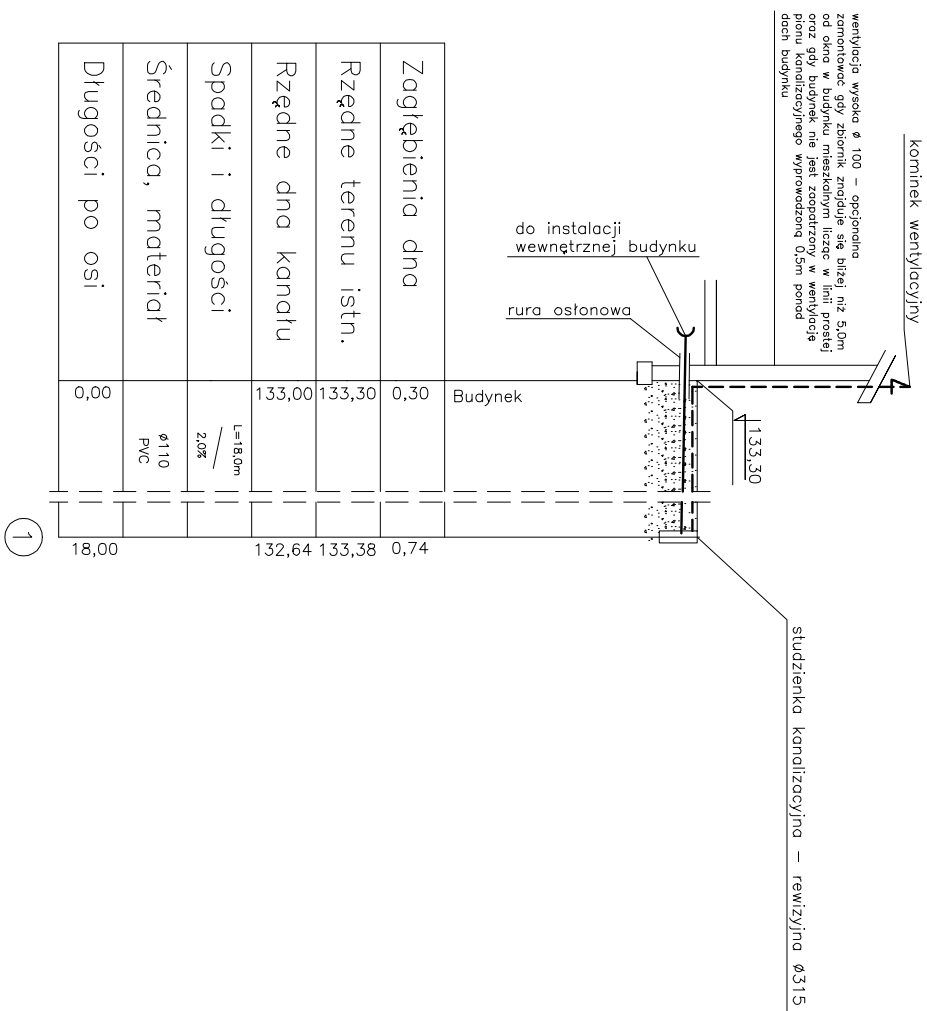 kominek wentylacyjny
wentylacja wysoka ø 100 – opcjonalna
zamontować gdy zbiornik znajduje się bliżej niż 5,0m
od okna w budynku mieszkalnym licząc w linii prostej
oraz gdy budynek nie jest zaopatrzony w wentylację
pionu kanalizacyjnego wyprowadzoną 0,5m ponad
dach budynku
133,30
do instalacji
wewnętrznej budynku
rura osłonowa
studzienka kanalizacyjna – rewizyjna ø315
Budynek
Zagłębienia dna
0,30
0,74
Rzędne terenu istn.
133,30
133,38
Rzędne dna kanału
133,00
132,64
Spadki i długości
L=18,0m
2,0%
Średnica, materiał
ø110
PVC
Długości po osi
0,00
18,00
1